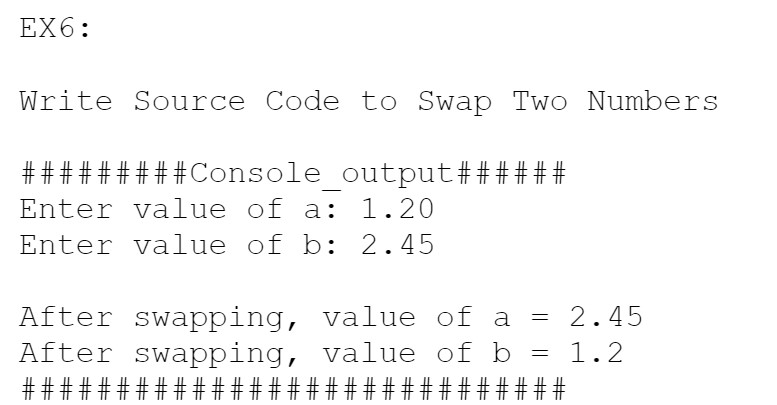 EX6:
Write Source Code to Swap Two Numbers
#########Console_output######
Enter value of a: 1.20
Enter value of b: 2.45
After swapping, value of a = 2.45
After swapping, value of b = 1.2
#############################